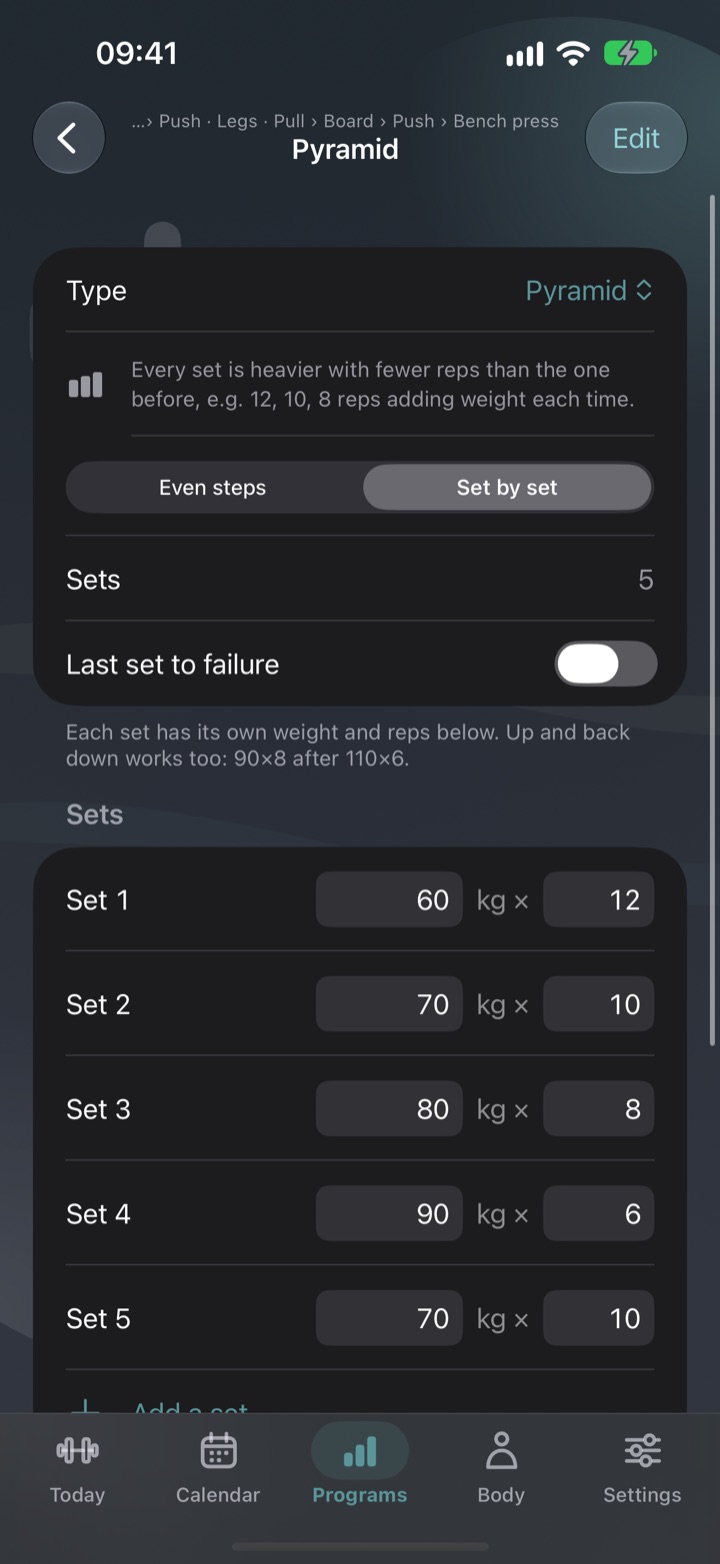 09:41
...› Push · Legs · Pull › Board › Push › Bench press
Pyramid
Edit
Type
Pyramid
Every set is heavier with fewer reps than the one
before, e.g. 12, 10, 8 reps adding weight each time.
Even steps
Set by set
Sets
5
Last set to failure
Each set has its own weight and reps below. Up and back
down works too: 90×8 after 110×6.
Sets
Set 1 60 kg × 12
Set 2 70 kg × 10
Set 3 80 kg × 8
Set 4 90 kg × 6
Set 5 70 kg × 10
Add a set
Today
Calendar
Programs
Body
Settings